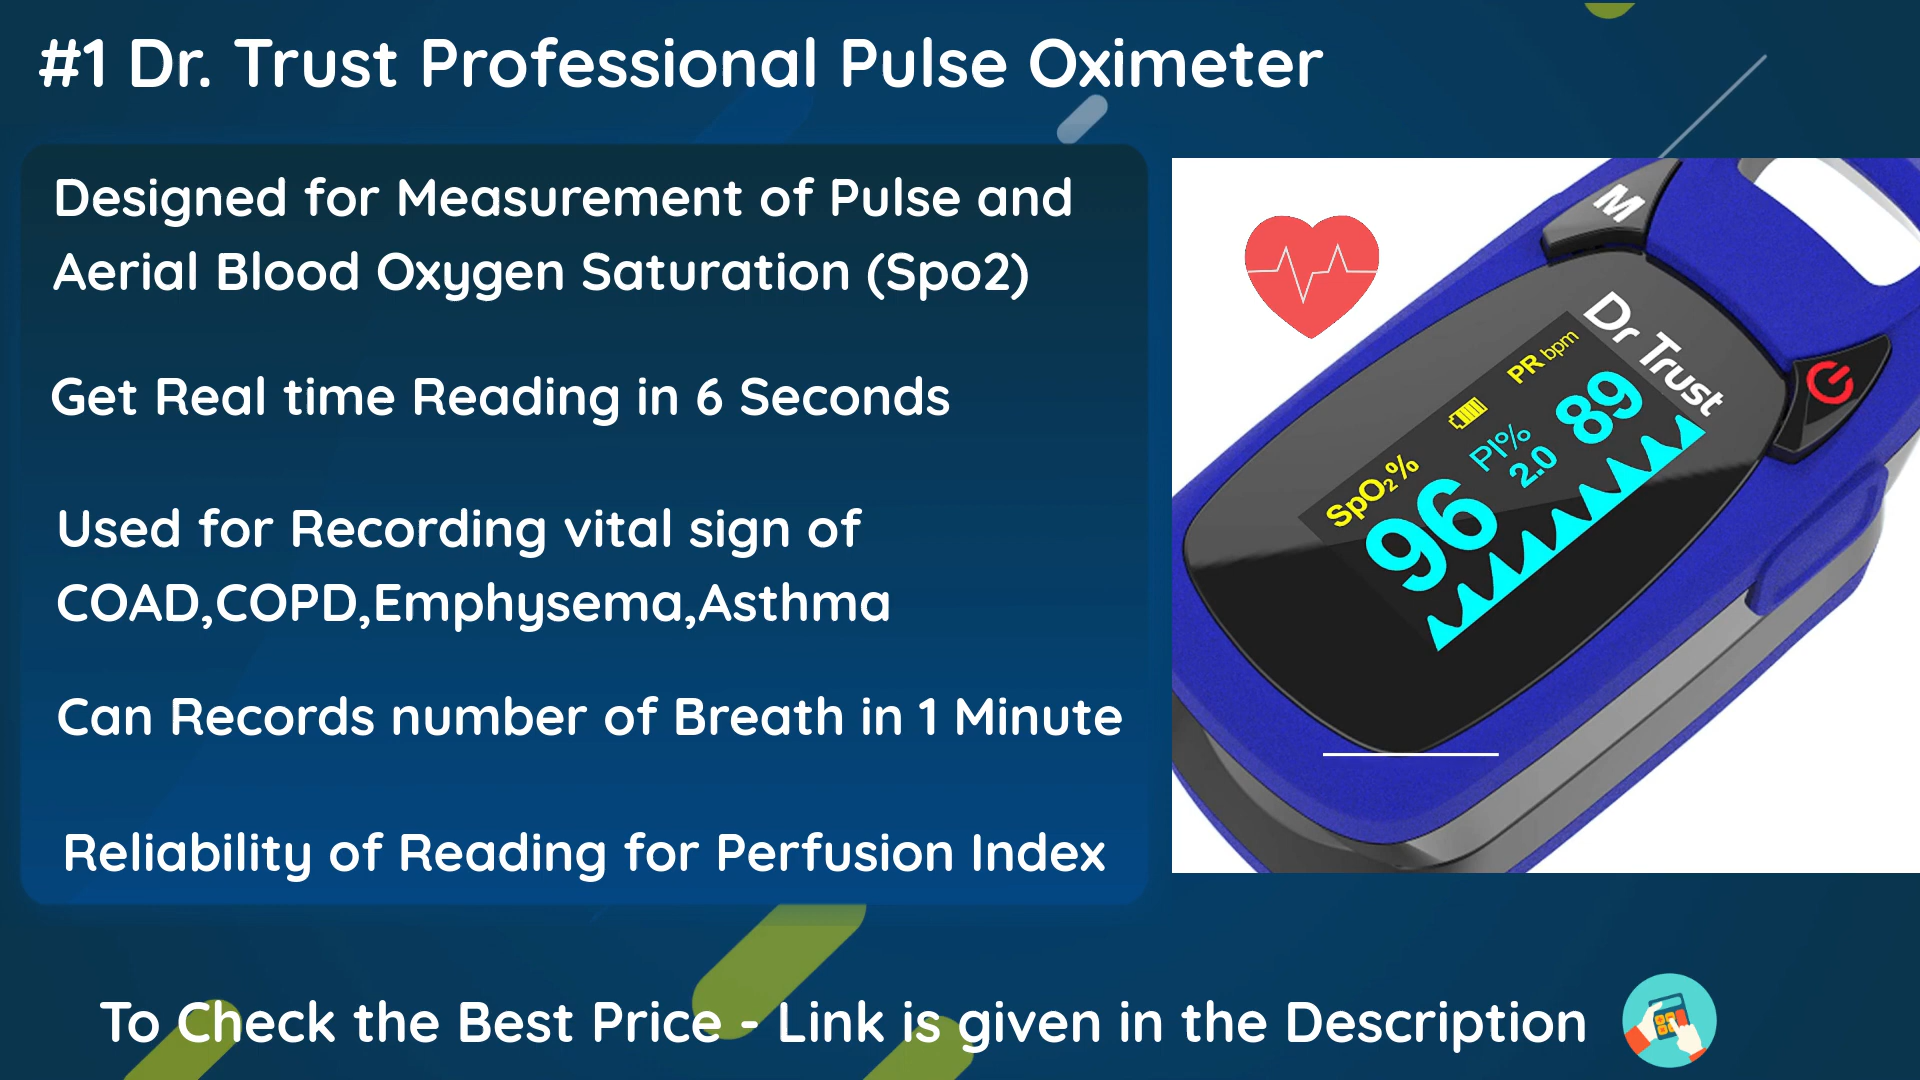 #1 Dr. Trust Professional Pulse Oximeter
Designed for Measurement of Pulse and
Aerial Blood Oxygen Saturation (Spo2)
Get Real time Reading in 6 Seconds
Used for Recording vital sign of
COAD,COPD,Emphysema,Asthma
Can Records number of Breath in 1 Minute
Reliability of Reading for Perfusion Index
M
Dr Trust
PR bpm
89
PI%
2.0
SpO₂%
96
To Check the Best Price - Link is given in the Description